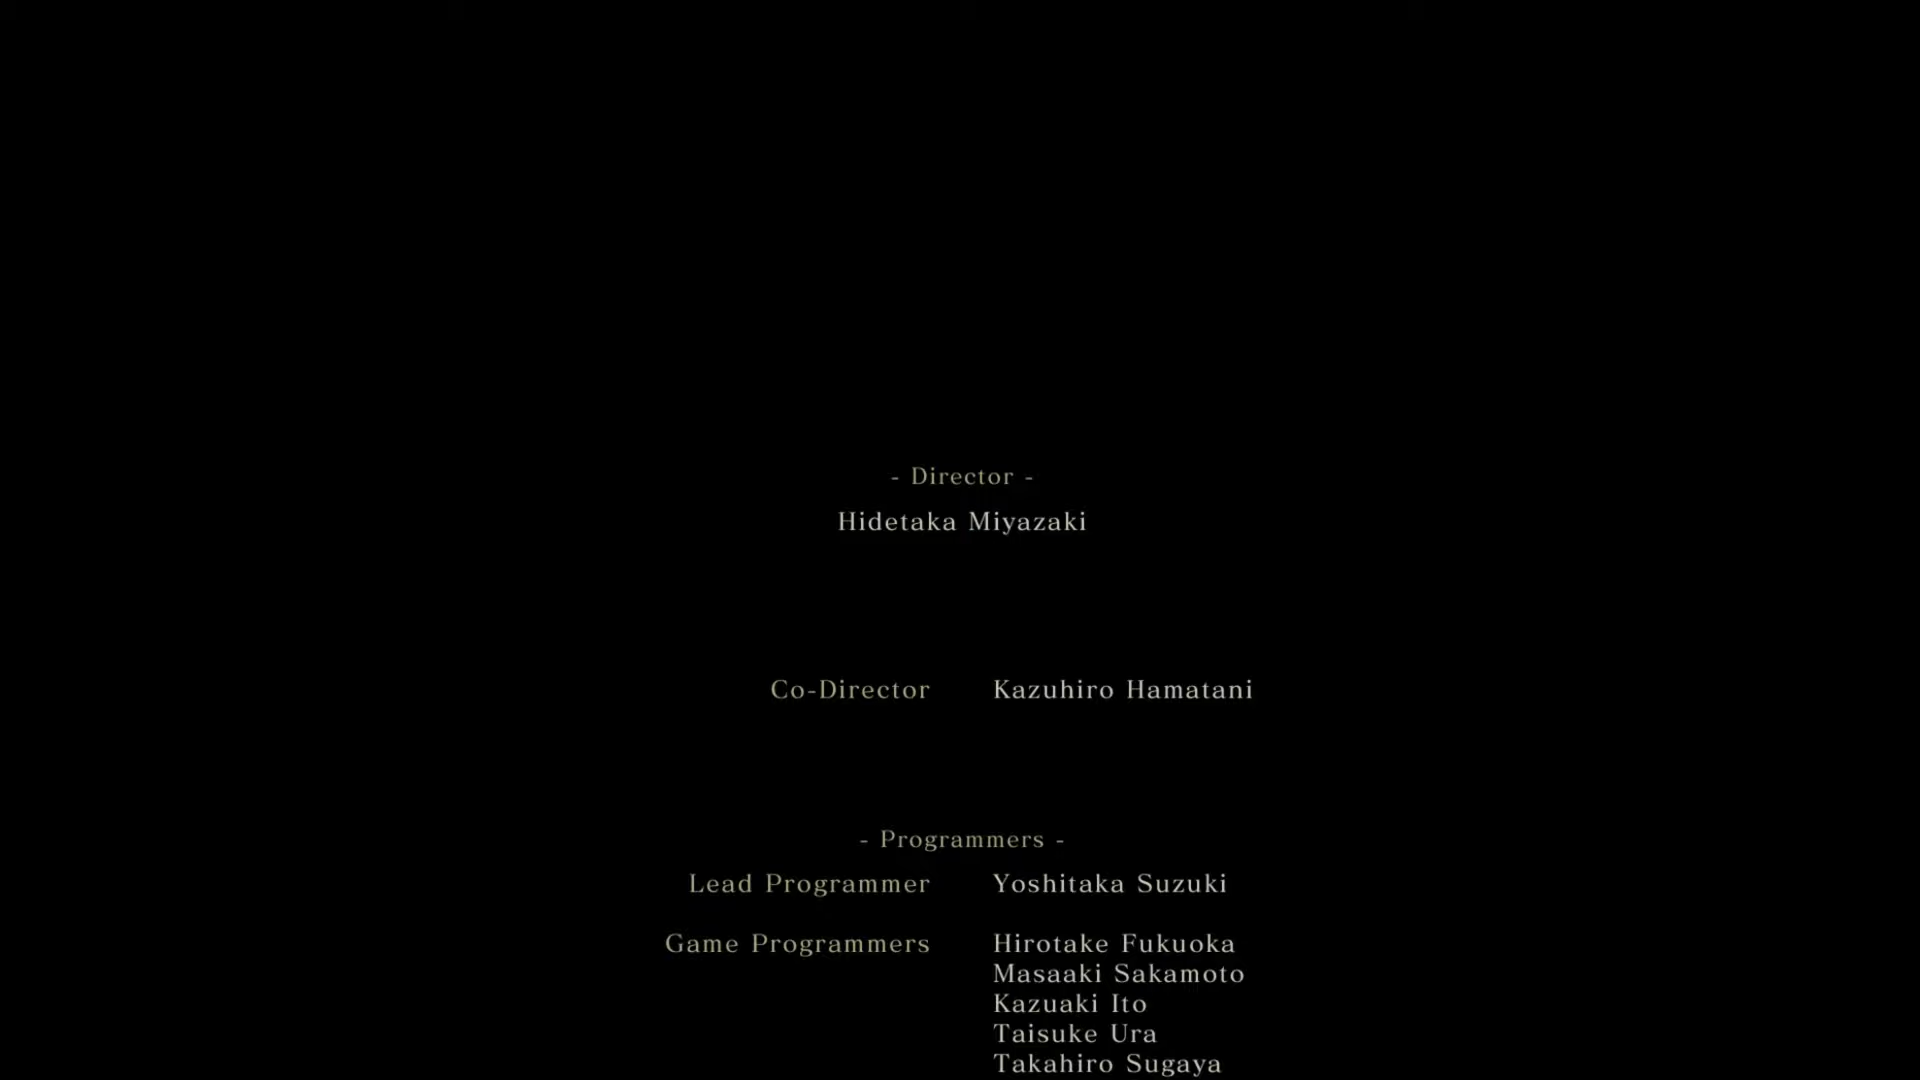 - Director -
Hidetaka Miyazaki
Co-Director Kazuhiro Hamatani
- Programmers -
Lead Programmer Yoshitaka Suzuki
Game Programmers Hirotake Fukuoka
Masaaki Sakamoto
Kazuaki Ito
Taisuke Ura
Takahiro Sugaya